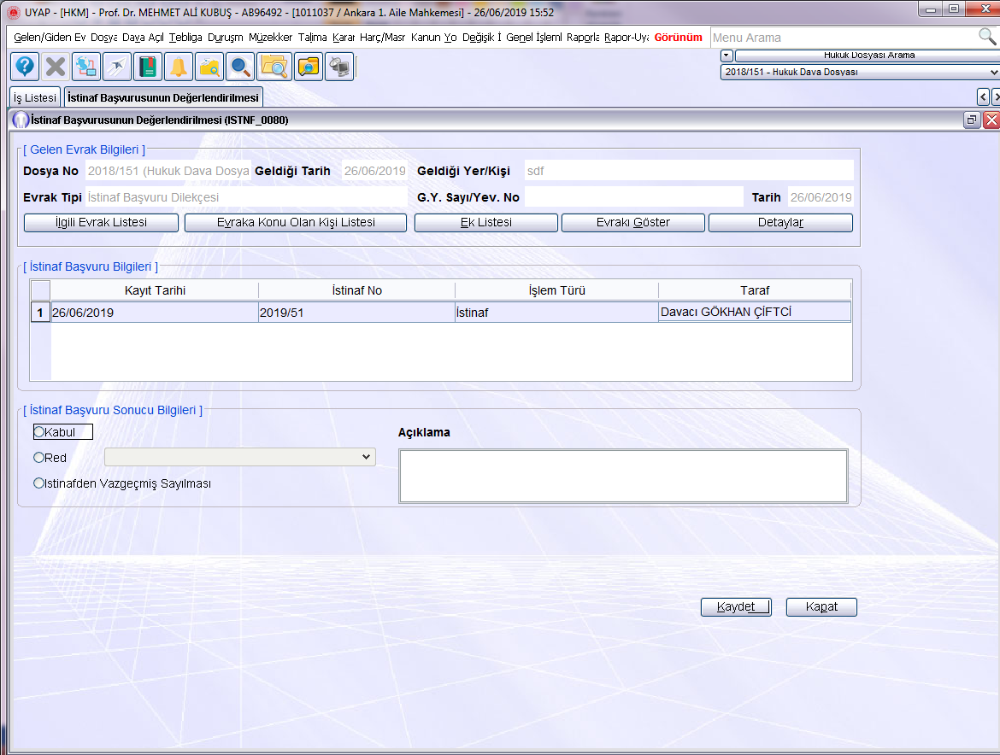 UYAP - [HKM] - Prof. Dr. MEHMET ALİ KUBUŞ - AB96492 - [1011037 / Ankara 1. Aile Mahkemesi] - 26/06/2019 15:52
Gelen/Giden Ev Dosya Dava Açıl Tebliga Duruşm Müzekker Talima Karar Harç/Masr Kanun Yo Değişik İ Genel İşleml Raporla Rapor-Uya Görünüm Menu Arama
Hukuk Dosyası Arama
2018/151 - Hukuk Dava Dosyası
İş Listesi İstinaf Başvurusunun Değerlendirilmesi
İstinaf Başvurusunun Değerlendirilmesi (ISTNF_0080)
[ Gelen Evrak Bilgileri ]
Dosya No 2018/151 (Hukuk Dava Dosya Geldiği Tarih 26/06/2019 Geldiği Yer/Kişi sdf
Evrak Tipi İstinaf Başvuru Dilekçesi G.Y. Sayı/Yev. No Tarih 26/06/2019
İlgili Evrak Listesi Evraka Konu Olan Kişi Listesi Ek Listesi Evrakı Göster Detaylar
[ İstinaf Başvuru Bilgileri ]
Kayıt Tarihi İstinaf No İşlem Türü Taraf
1 26/06/2019 2019/51 İstinaf Davacı GÖKHAN ÇİFTCİ
[ İstinaf Başvuru Sonucu Bilgileri ]
Kabul Açıklama
Red
Istinafden Vazgeçmiş Sayılması
Kaydet Kapat